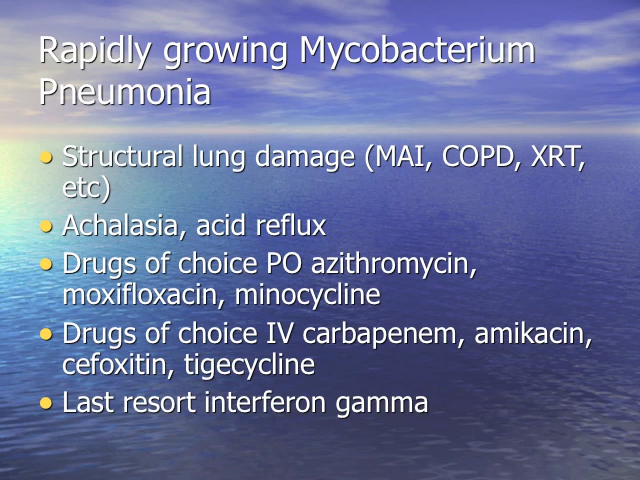 Rapidly growing Mycobacterium
Pneumonia
• Structural lung damage (MAI, COPD, XRT,
etc)
• Achalasia, acid reflux
• Drugs of choice PO azithromycin,
moxifloxacin, minocycline
• Drugs of choice IV carbapenem, amikacin,
cefoxitin, tigecycline
• Last resort interferon gamma